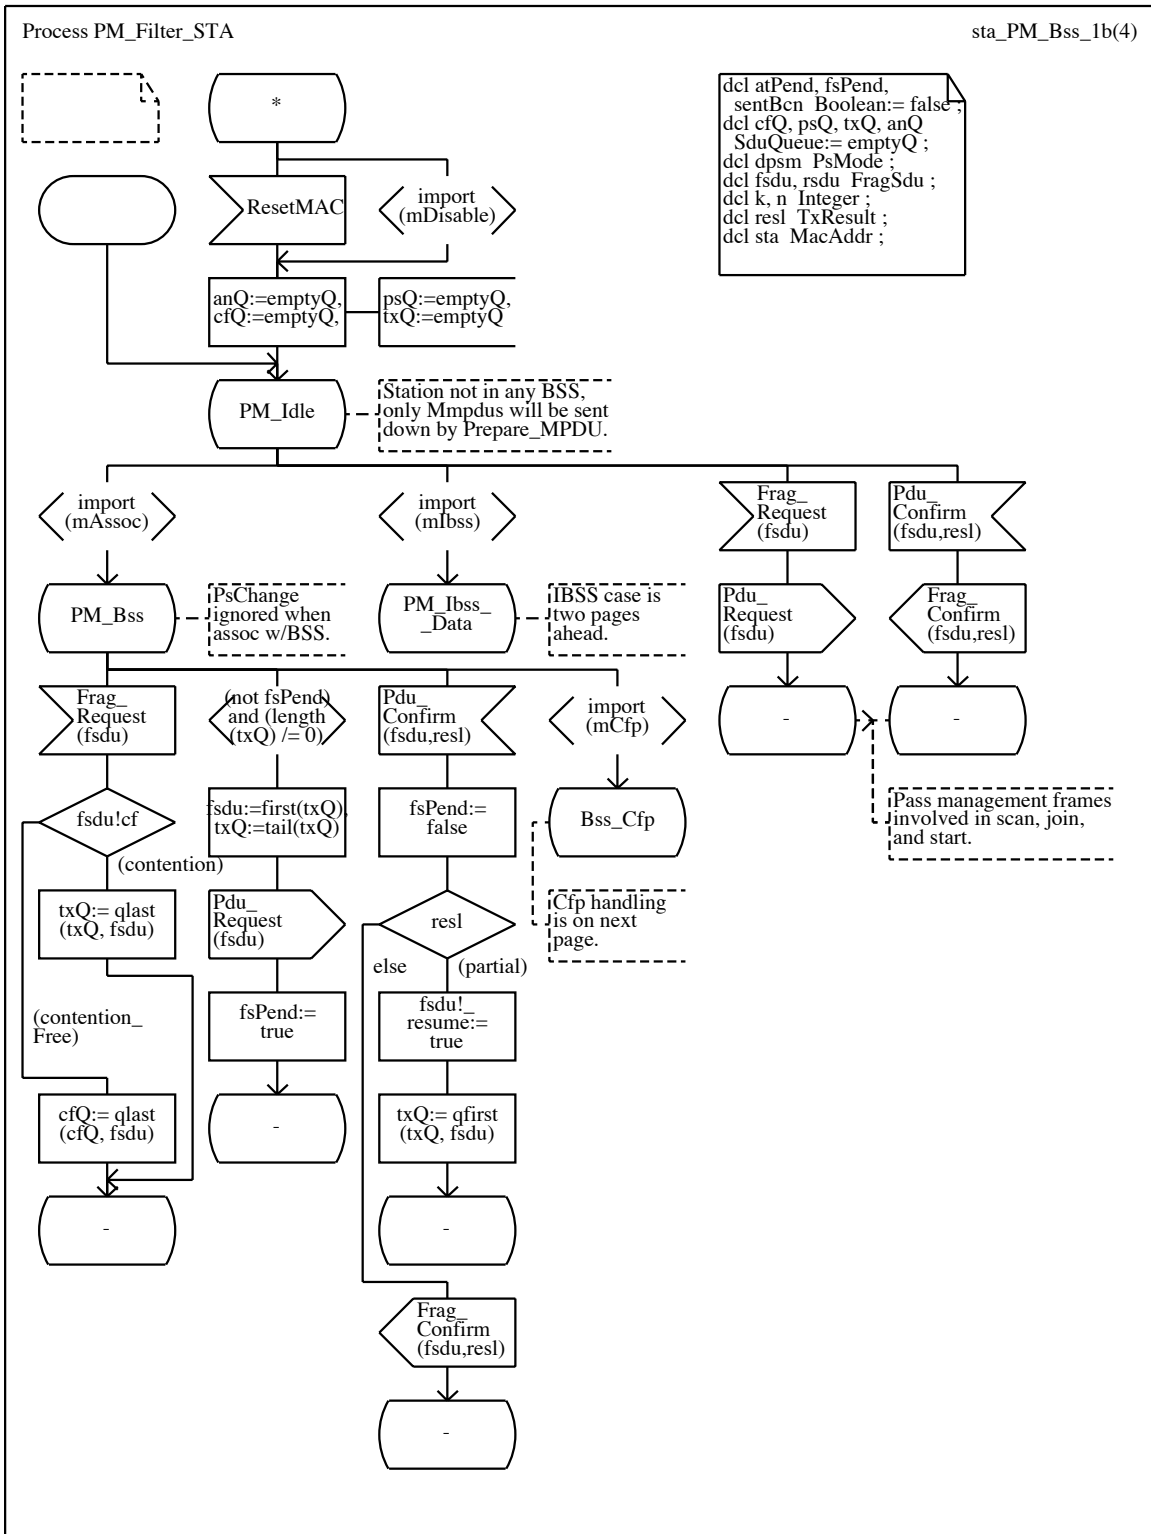 Process PM_Filter_STA
sta_PM_Bss_1b(4)
*
dcl atPend, fsPend,
sentBcn Boolean:= false ;
dcl cfQ, psQ, txQ, anQ
SduQueue:= emptyQ ;
dcl dpsm PsMode ;
dcl fsdu, rsdu FragSdu ;
dcl k, n Integer ;
dcl resl TxResult ;
dcl sta MacAddr ;
ResetMAC
import
(mDisable)
anQ:=emptyQ,
cfQ:=emptyQ,
psQ:=emptyQ,
txQ:=emptyQ
PM_Idle
Station not in any BSS,
only Mmpdus will be sent
down by Prepare_MPDU.
import
(mAssoc)
import
(mIbss)
Frag_
Request
(fsdu)
Pdu_
Confirm
(fsdu,resl)
PM_Bss
PsChange
ignored when
assoc w/BSS.
PM_Ibss_
_Data
IBSS case is
two pages
ahead.
Pdu_
Request
(fsdu)
Frag_
Confirm
(fsdu,resl)
Frag_
Request
(fsdu)
(not fsPend)
and (length
(txQ) /= 0)
Pdu_
Confirm
(fsdu,resl)
import
(mCfp)
-
-
fsdu!cf
(contention)
fsdu:=first(txQ),
txQ:=tail(txQ)
fsPend:=
false
Bss_Cfp
Pass management frames
involved in scan, join,
and start.
txQ:= qlast
(txQ, fsdu)
Pdu_
Request
(fsdu)
resl
else
(partial)
Cfp handling
is on next
page.
(contention_
Free)
fsPend:=
true
fsdu!_
resume:=
true
cfQ:= qlast
(cfQ, fsdu)
-
txQ:= qfirst
(txQ, fsdu)
-
-
Frag_
Confirm
(fsdu,resl)
-